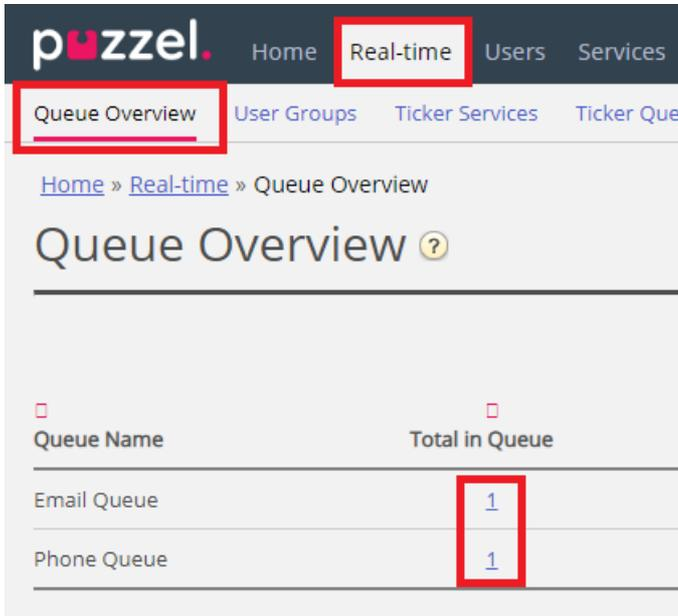 puzzel. Home Real-time Users Services
Queue Overview User Groups Ticker Services Ticker Que
Home » Real-time » Queue Overview
Queue Overview ?
Queue Name Total in Queue
Email Queue 1
Phone Queue 1